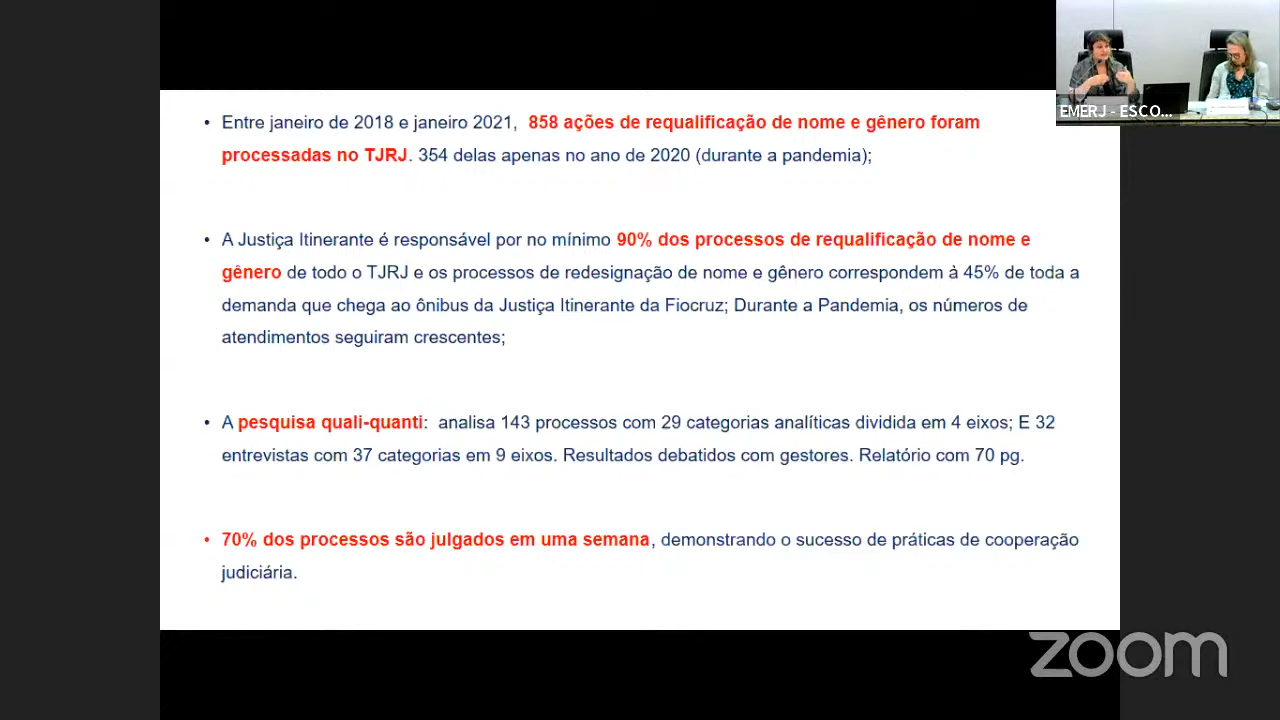 EMERJ - ESCO...
• Entre janeiro de 2018 e janeiro 2021, 858 ações de requalificação de nome e gênero foram
processadas no TJRJ. 354 delas apenas no ano de 2020 (durante a pandemia);
• A Justiça Itinerante é responsável por no mínimo 90% dos processos de requalificação de nome e
gênero de todo o TJRJ e os processos de redesignação de nome e gênero correspondem à 45% de toda a
demanda que chega ao ônibus da Justiça Itinerante da Fiocruz; Durante a Pandemia, os números de
atendimentos seguiram crescentes;
• A pesquisa quali-quanti: analisa 143 processos com 29 categorias analíticas dividida em 4 eixos; E 32
entrevistas com 37 categorias em 9 eixos. Resultados debatidos com gestores. Relatório com 70 pg.
• 70% dos processos são julgados em uma semana, demonstrando o sucesso de práticas de cooperação
judiciária.
zoom